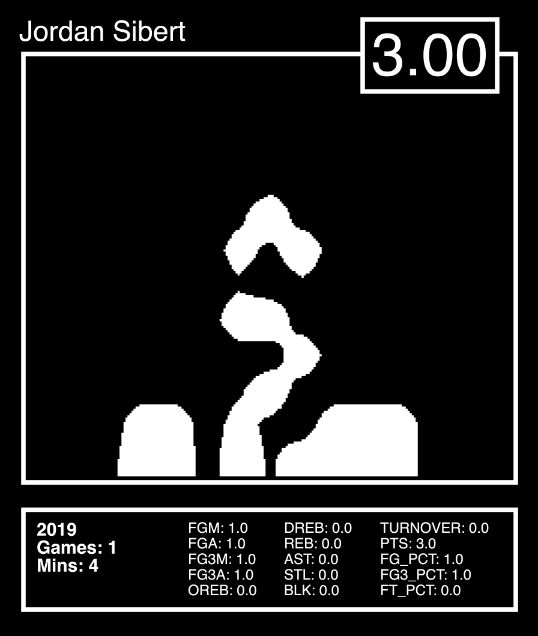 Jordan Sibert
3.00
2019
Games: 1
Mins: 4
FGM: 1.0
FGA: 1.0
FG3M: 1.0
FG3A: 1.0
OREB: 0.0
DREB: 0.0
REB: 0.0
AST: 0.0
STL: 0.0
BLK: 0.0
TURNOVER: 0.0
PTS: 3.0
FG_PCT: 1.0
FG3_PCT: 1.0
FT_PCT: 0.0